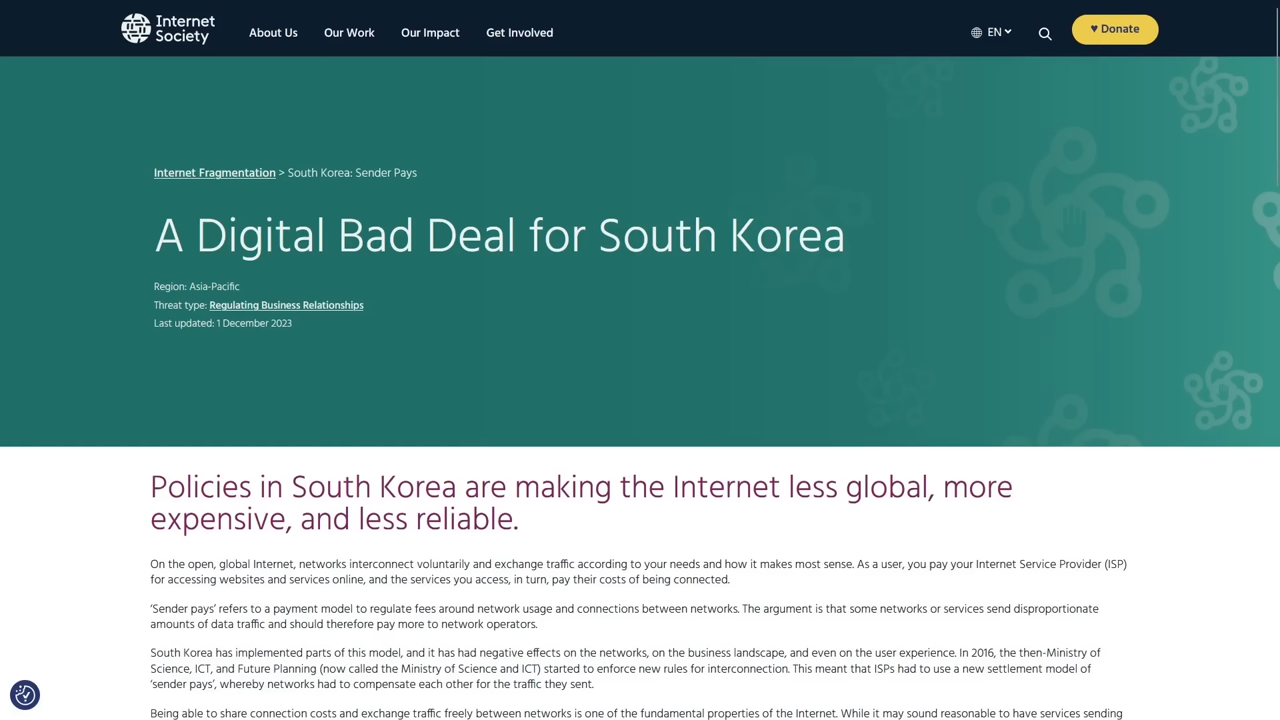 Internet
Society
About Us
Our Work
Our Impact
Get Involved
EN
♥ Donate
Internet Fragmentation > South Korea: Sender Pays
A Digital Bad Deal for South Korea
Region: Asia-Pacific
Threat type: Regulating Business Relationships
Last updated: 1 December 2023
Policies in South Korea are making the Internet less global, more
expensive, and less reliable.
On the open, global Internet, networks interconnect voluntarily and exchange traffic according to your needs and how it makes most sense. As a user, you pay your Internet Service Provider (ISP)
for accessing websites and services online, and the services you access, in turn, pay their costs of being connected.
‘Sender pays’ refers to a payment model to regulate fees around network usage and connections between networks. The argument is that some networks or services send disproportionate
amounts of data traffic and should therefore pay more to network operators.
South Korea has implemented parts of this model, and it has had negative effects on the networks, on the business landscape, and even on the user experience. In 2016, the then-Ministry of
Science, ICT, and Future Planning (now called the Ministry of Science and ICT) started to enforce new rules for interconnection. This meant that ISPs had to use a new settlement model of
‘sender pays’, whereby networks had to compensate each other for the traffic they sent.
Being able to share connection costs and exchange traffic freely between networks is one of the fundamental properties of the Internet. While it may sound reasonable to have services sending